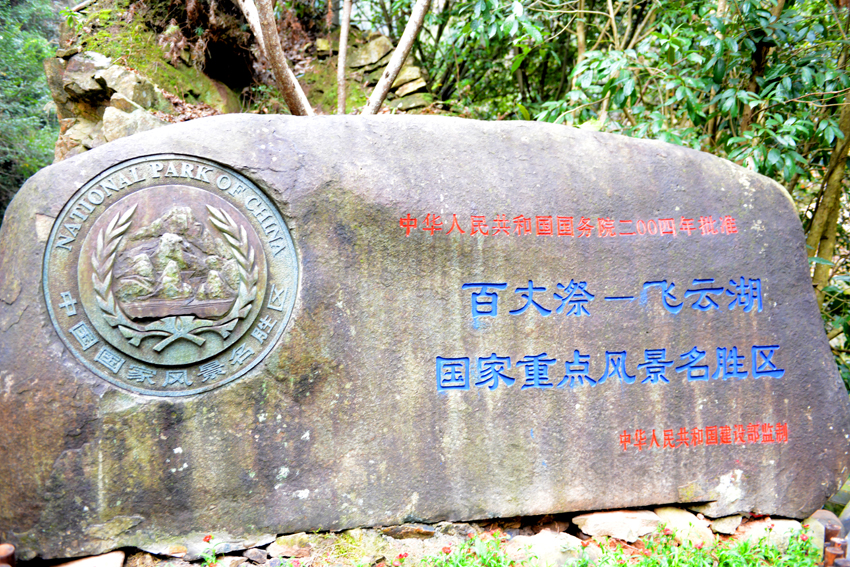 NATIONAL PARK OF CHINA
中国国家风景名胜区
中华人民共和国国务院二00四年批准
百丈漈—飞云湖
国家重点风景名胜区
中华人民共和国建设部监制